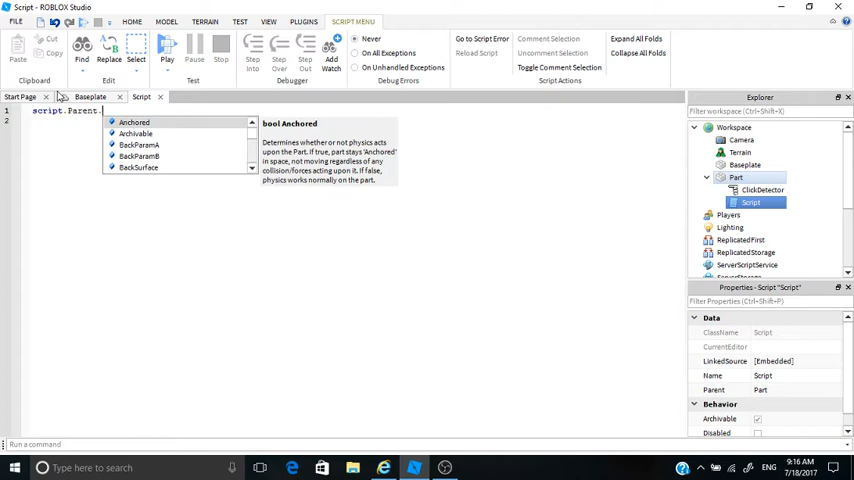 Script - ROBLOX Studio
FILE HOME MODEL TERRAIN TEST VIEW PLUGINS SCRIPT MENU
Paste Cut Copy Find Replace Select Play Pause Stop Step Into Step Over Step Out Add Watch
Never
On All Exceptions
On Unhandled Exceptions
Go to Script Error
Reload Script
Comment Selection
Uncomment Selection
Toggle Comment Selection
Expand All Folds
Collapse All Folds
Clipboard Edit Test Debugger Debug Errors Script Actions
Start Page Baseplate Script
1 script.Parent.
2
Anchored
Archivable
BackParamA
BackParamB
BackSurface
bool Anchored
Determines whether or not physics
acts upon the Part. If true, part stays 'Anchored'
in space, not moving regardless of any
collision/forces acting upon it. If false,
physics works normally on the part.
Explorer
Filter workspace (Ctrl+Shift+X)
Workspace
Camera
Terrain
Baseplate
Part
ClickDetector
Script
Players
Lighting
ReplicatedFirst
ReplicatedStorage
ServerScriptService
Properties - Script "Script"
Filter Properties (Ctrl+Shift+P)
Data
ClassName Script
CurrentEditor
LinkedSource [Embedded]
Name Script
Parent Part
Behavior
Archivable
Disabled
Run a command
Type here to search
ENG
9:16 AM
7/18/2017